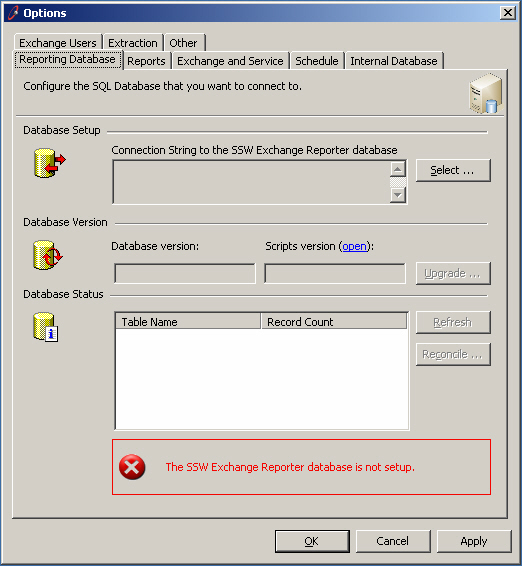 Options
Exchange Users Extraction Other
Reporting Database Reports Exchange and Service Schedule Internal Database
Configure the SQL Database that you want to connect to.
Database Setup
Connection String to the SSW Exchange Reporter database
Select ...
Database Version
Database version: Scripts version (open):
Upgrade ...
Database Status
Table Name Record Count
Refresh
Reconcile ...
The SSW Exchange Reporter database is not setup.
OK Cancel Apply